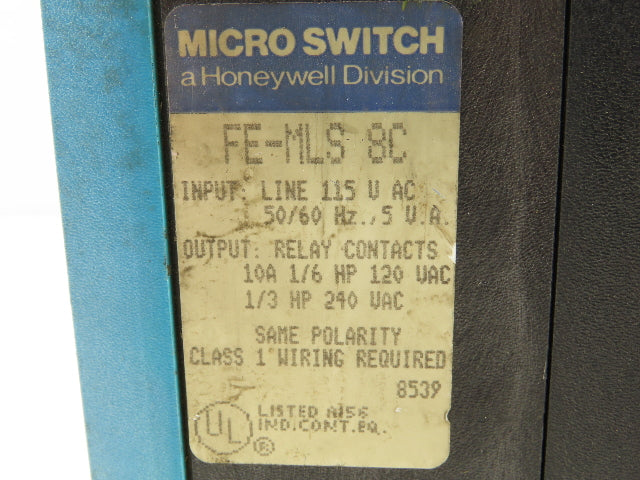 MICRO SWITCH
a Honeywell Division
FE-MLS 8C
INPUT: LINE 115 V AC
50/60 Hz., 5 V.A.
OUTPUT: RELAY CONTACTS
10A 1/6 HP 120 VAC
1/3 HP 240 VAC
SAME POLARITY
CLASS 1 WIRING REQUIRED
8539
UL
LISTED A156
IND. CONT. EQ.
®